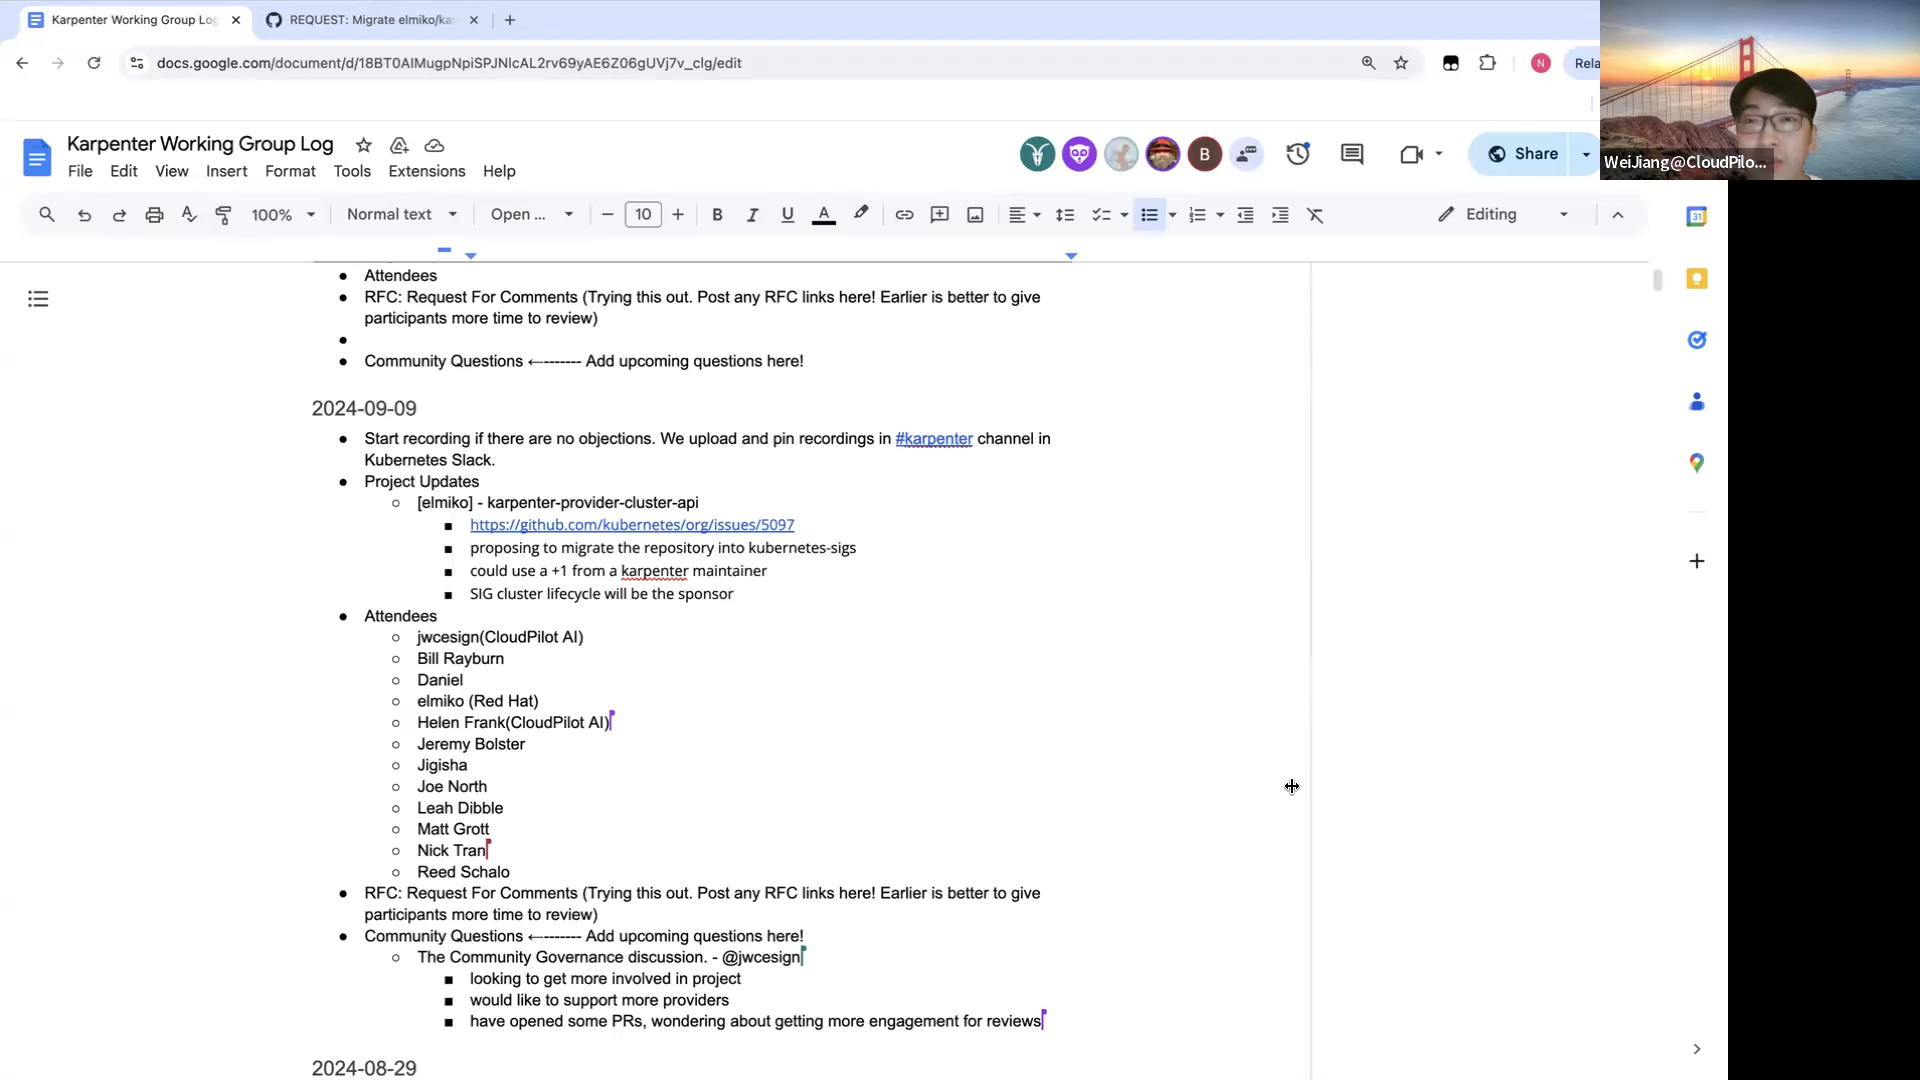 Karpenter Working Group Log
REQUEST: Migrate elmiko/ka
docs.google.com/document/d/18BT0AIMugpNpiSPJNlcAL2rv69yAE6Z06gUVj7v_clg/edit
N
Rela
WeiJiang@CloudPilo...
Karpenter Working Group Log
B
Share
File Edit View Insert Format Tools Extensions Help
100% Normal text Open ... 10 B I U A Editing
31
Attendees
RFC: Request For Comments (Trying this out. Post any RFC links here! Earlier is better to give
participants more time to review)
Community Questions ←------- Add upcoming questions here!
2024-09-09
Start recording if there are no objections. We upload and pin recordings in #karpenter channel in
Kubernetes Slack.
Project Updates
[elmiko] - karpenter-provider-cluster-api
https://github.com/kubernetes/org/issues/5097
proposing to migrate the repository into kubernetes-sigs
could use a +1 from a karpenter maintainer
SIG cluster lifecycle will be the sponsor
Attendees
jwcesign(CloudPilot AI)
Bill Rayburn
Daniel
elmiko (Red Hat)
Helen Frank(CloudPilot AI)
Jeremy Bolster
Jigisha
Joe North
Leah Dibble
Matt Grott
Nick Tran
Reed Schalo
RFC: Request For Comments (Trying this out. Post any RFC links here! Earlier is better to give
participants more time to review)
Community Questions ←------- Add upcoming questions here!
The Community Governance discussion. - @jwcesign
looking to get more involved in project
would like to support more providers
have opened some PRs, wondering about getting more engagement for reviews
2024-08-29